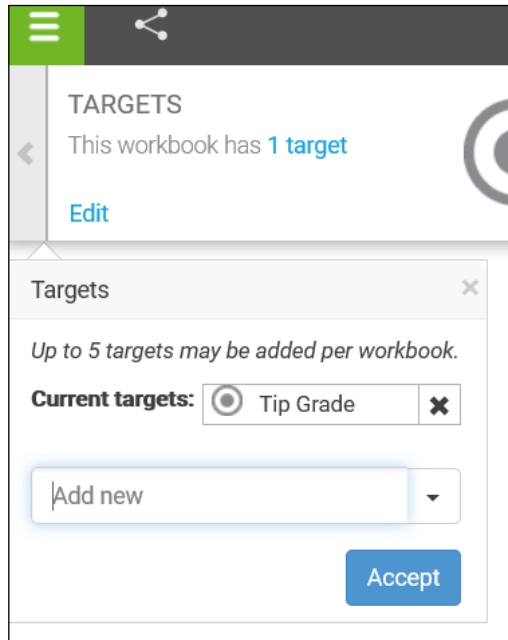 TARGETS
This workbook has 1 target
Edit
Targets
Up to 5 targets may be added per workbook.
Current targets: Tip Grade
Add new
Accept